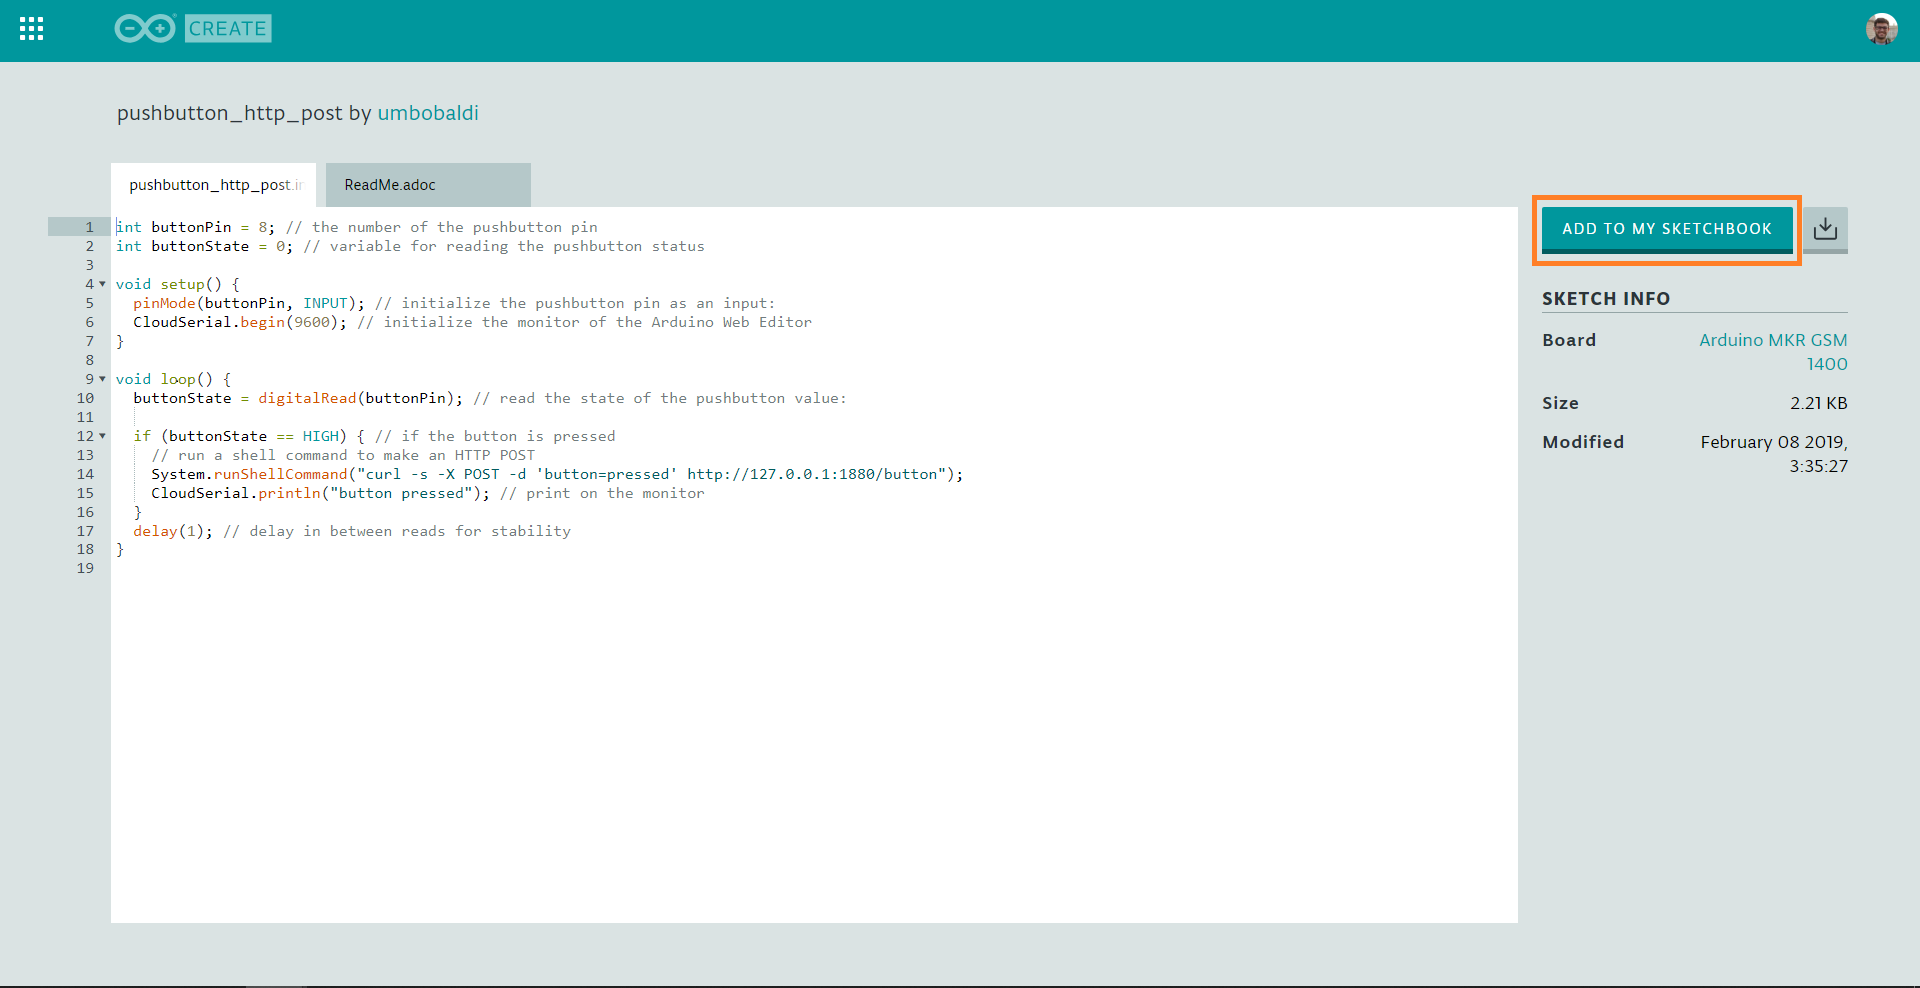 CREATE
pushbutton_http_post by umbobaldi
pushbutton_http_post.in
ReadMe.adoc
1 int buttonPin = 8; // the number of the pushbutton pin
2 int buttonState = 0; // variable for reading the pushbutton status
3
4 void setup() {
5   pinMode(buttonPin, INPUT); // initialize the pushbutton pin as an input:
6   CloudSerial.begin(9600); // initialize the monitor of the Arduino Web Editor
7 }
8
9 void loop() {
10   buttonState = digitalRead(buttonPin); // read the state of the pushbutton value:
11
12   if (buttonState == HIGH) { // if the button is pressed
13     // run a shell command to make an HTTP POST
14     System.runShellCommand("curl -s -X POST -d 'button=pressed' http://127.0.0.1:1880/button");
15     CloudSerial.println("button pressed"); // print on the monitor
16   }
17   delay(1); // delay in between reads for stability
18 }
19
ADD TO MY SKETCHBOOK
SKETCH INFO
Board Arduino MKR GSM
1400
Size 2.21 KB
Modified February 08 2019,
3:35:27